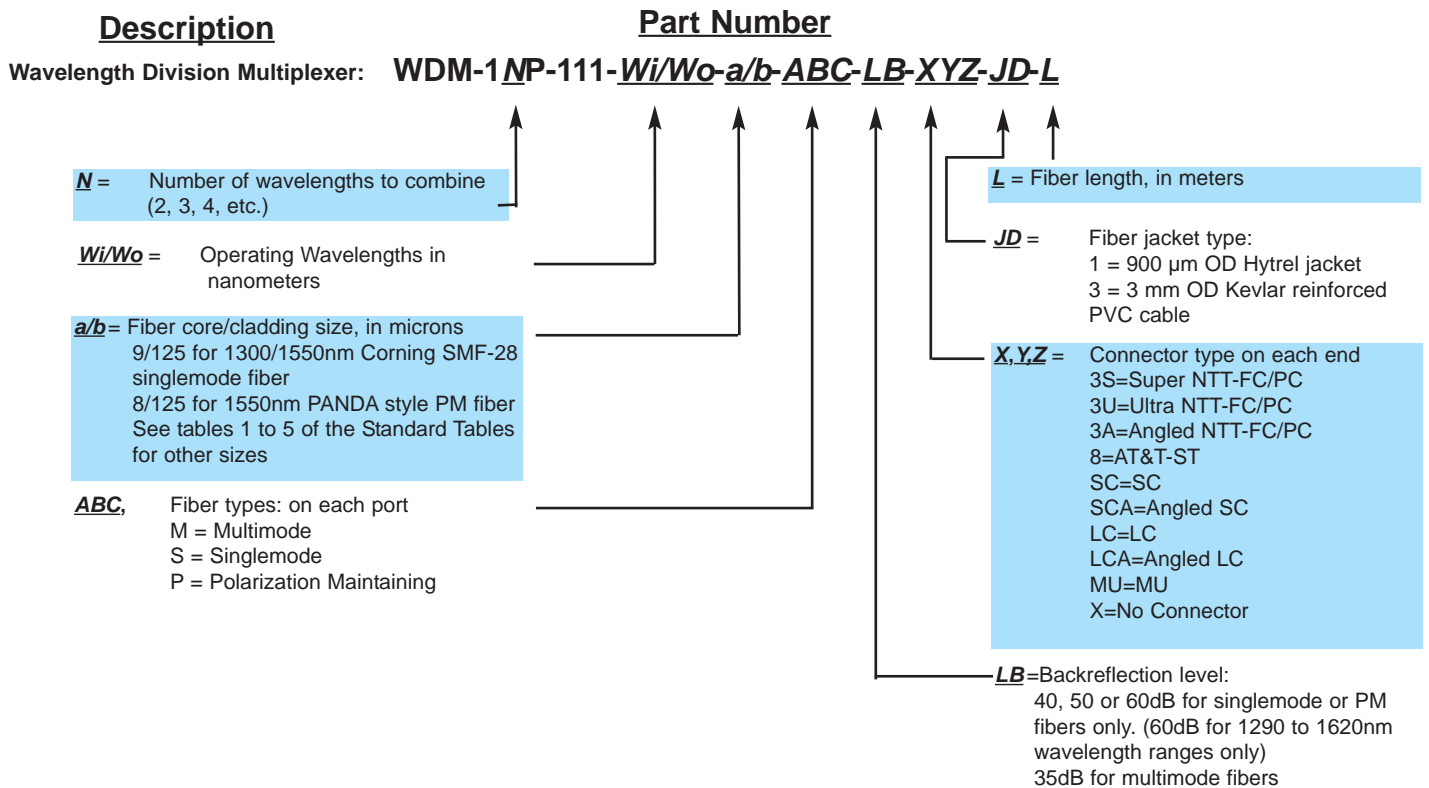 Description
Part Number
Wavelength Division Multiplexer: WDM-1NP-111-Wi/Wo-a/b-ABC-LB-XYZ-JD-L
N = Number of wavelengths to combine
(2, 3, 4, etc.)
Wi/Wo = Operating Wavelengths in
nanometers
a/b= Fiber core/cladding size, in microns
9/125 for 1300/1550nm Corning SMF-28
singlemode fiber
8/125 for 1550nm PANDA style PM fiber
See tables 1 to 5 of the Standard Tables
for other sizes
ABC, Fiber types: on each port
M = Multimode
S = Singlemode
P = Polarization Maintaining
L = Fiber length, in meters
JD = Fiber jacket type:
1 = 900 µm OD Hytrel jacket
3 = 3 mm OD Kevlar reinforced
PVC cable
X,Y,Z = Connector type on each end
3S=Super NTT-FC/PC
3U=Ultra NTT-FC/PC
3A=Angled NTT-FC/PC
8=AT&T-ST
SC=SC
SCA=Angled SC
LC=LC
LCA=Angled LC
MU=MU
X=No Connector
LB=Backreflection level:
40, 50 or 60dB for singlemode or PM
fibers only. (60dB for 1290 to 1620nm
wavelength ranges only)
35dB for multimode fibers